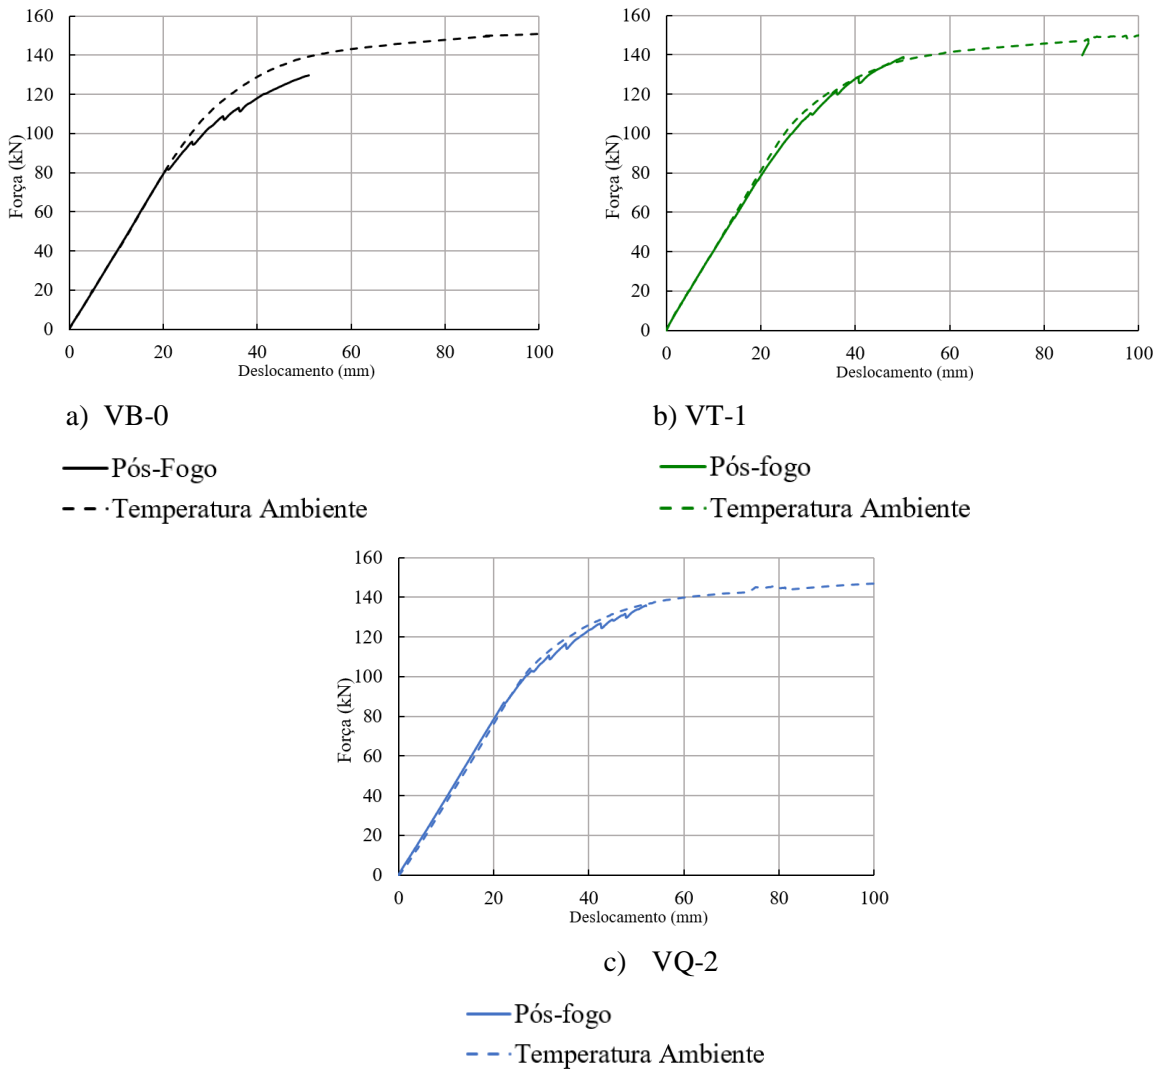 160
140
120
100
80
60
40
20
0
Força (kN)
0 20 40 60 80 100
Deslocamento (mm)
a) VB-0
Pós-Fogo
Temperatura Ambiente
160
140
120
100
80
60
40
20
0
Força (kN)
0 20 40 60 80 100
Deslocamento (mm)
b) VT-1
Pós-fogo
Temperatura Ambiente
160
140
120
100
80
60
40
20
0
Força (kN)
0 20 40 60 80 100
Deslocamento (mm)
c) VQ-2
Pós-fogo
Temperatura Ambiente